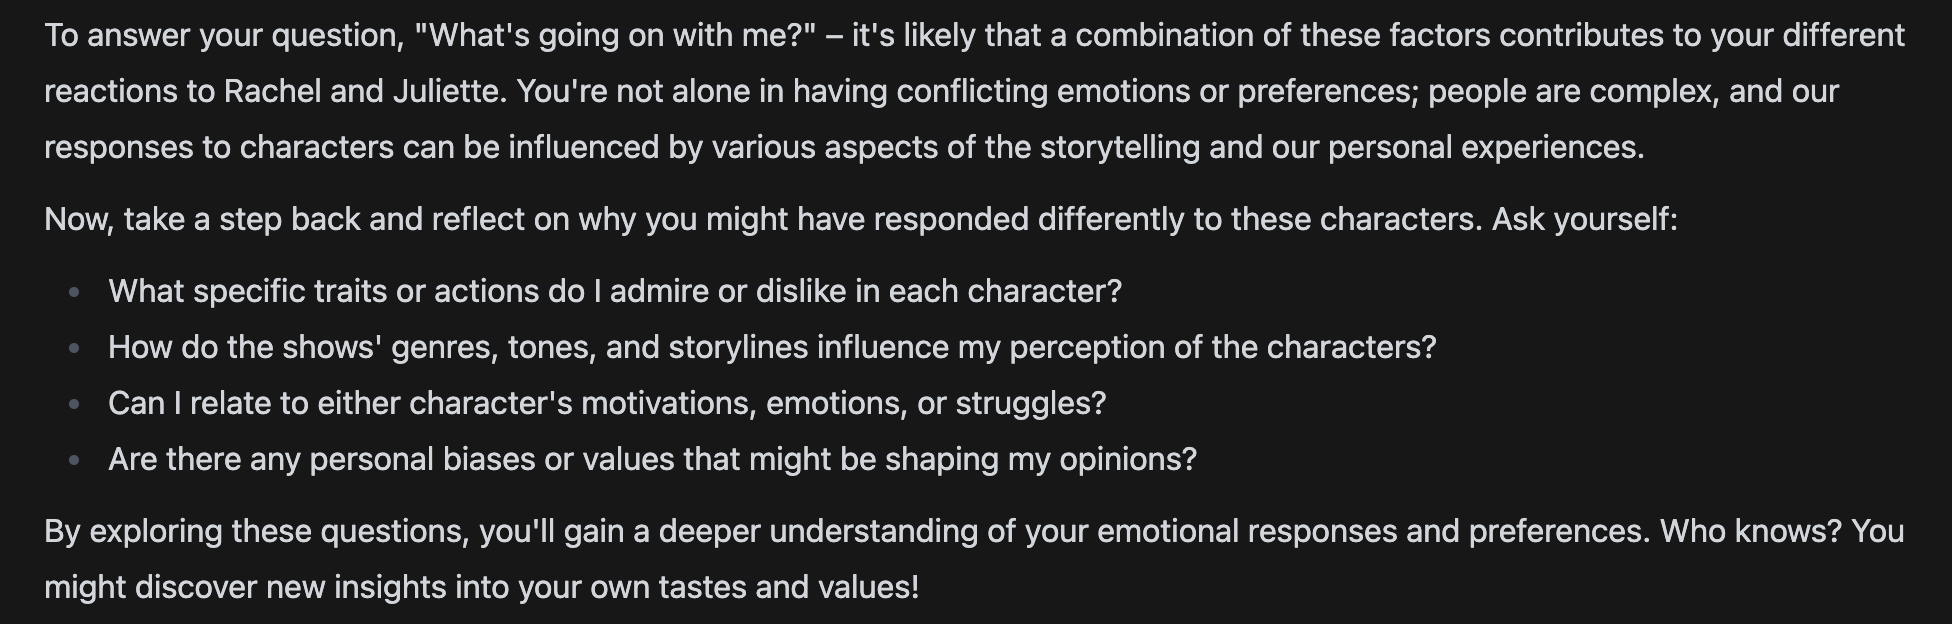 To answer your question, "What's going on with me?" – it's likely that a combination of these factors contributes to your different
reactions to Rachel and Juliette. You're not alone in having conflicting emotions or preferences; people are complex, and our
responses to characters can be influenced by various aspects of the storytelling and our personal experiences.
Now, take a step back and reflect on why you might have responded differently to these characters. Ask yourself:
• What specific traits or actions do I admire or dislike in each character?
• How do the shows' genres, tones, and storylines influence my perception of the characters?
• Can I relate to either character's motivations, emotions, or struggles?
• Are there any personal biases or values that might be shaping my opinions?
By exploring these questions, you'll gain a deeper understanding of your emotional responses and preferences. Who knows? You
might discover new insights into your own tastes and values!